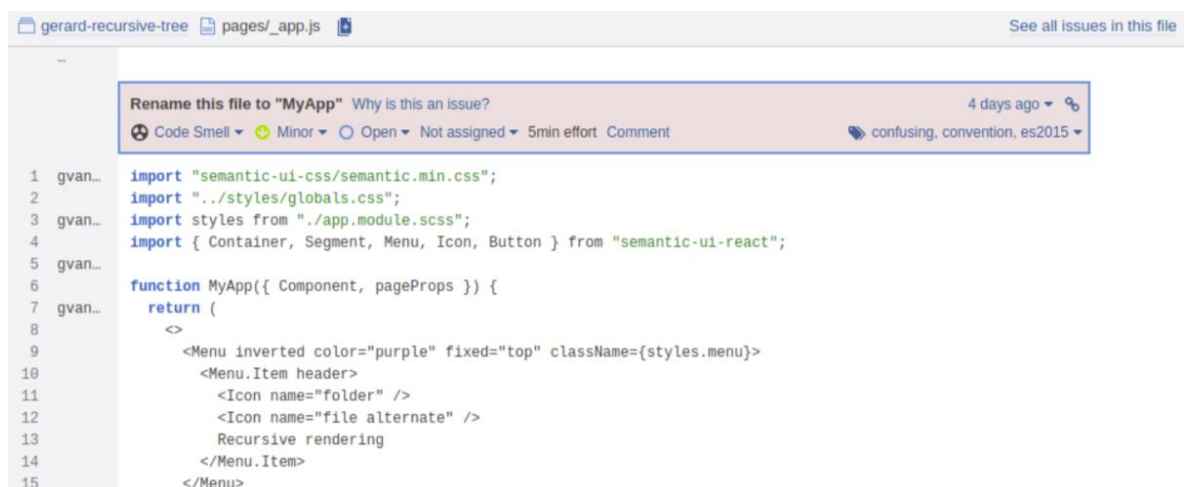 gerard-recursive-tree pages/_app.js See all issues in this file
...
Rename this file to "MyApp" Why is this an issue? 4 days ago
Code Smell Minor Open Not assigned 5min effort Comment confusing, convention, es2015
1 gvan... import "semantic-ui-css/semantic.min.css";
2 import "../styles/globals.css";
3 gvan... import styles from "./app.module.scss";
4 import { Container, Segment, Menu, Icon, Button } from "semantic-ui-react";
5 gvan...
6 function MyApp({ Component, pageProps }) {
7 gvan... return (
8 <>
9 <Menu inverted color="purple" fixed="top" className={styles.menu}>
10 <Menu.Item header>
11 <Icon name="folder" />
12 <Icon name="file alternate" />
13 Recursive rendering
14 </Menu.Item>
15 </Menu>